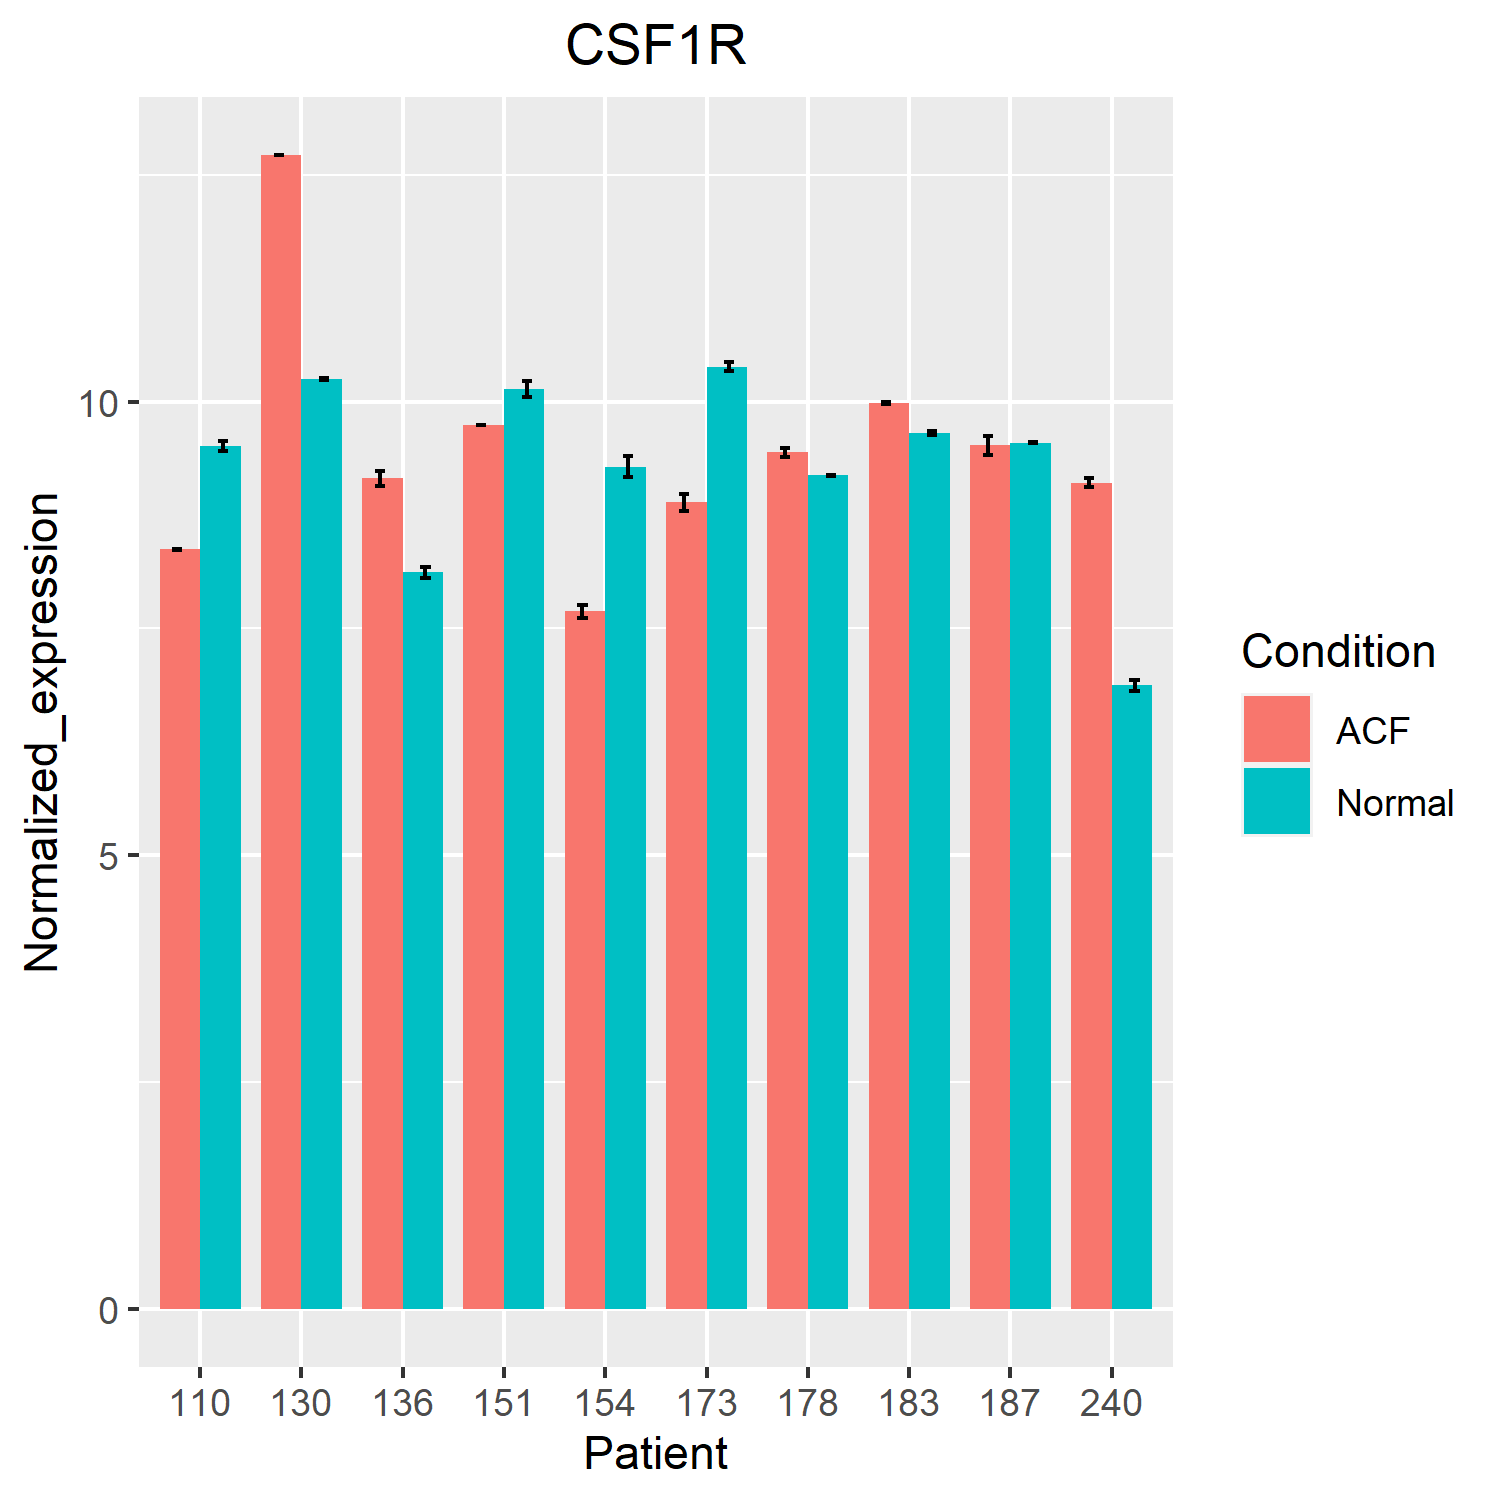 CSF1R
Normalized_expression
10
5
0
110 130 136 151 154 173 178 183 187 240
Patient
Condition
ACF
Normal